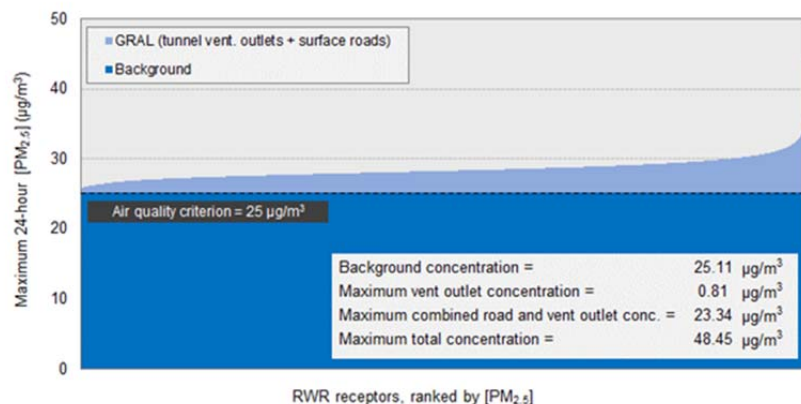 50
GRAL (tunnel vent. outlets + surface roads)
Background
40
30
Air quality criterion = 25 µg/m³
20
Background concentration = 25.11 µg/m³
Maximum vent outlet concentration = 0.81 µg/m³
Maximum combined road and vent outlet conc. = 23.34 µg/m³
Maximum total concentration = 48.45 µg/m³
10
0
Maximum 24-hour [PM₂.₅] (µg/m³)
RWR receptors, ranked by [PM₂.₅]